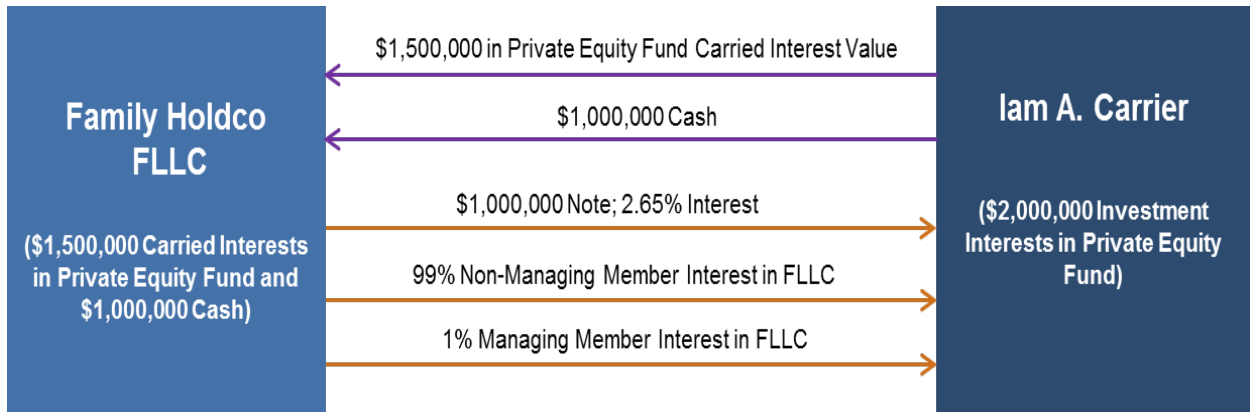 $1,500,000 in Private Equity Fund Carried Interest Value
$1,000,000 Cash
$1,000,000 Note; 2.65% Interest
99% Non-Managing Member Interest in FLLC
1% Managing Member Interest in FLLC
Family Holdco
FLLC
($1,500,000 Carried Interests
in Private Equity Fund and
$1,000,000 Cash)
Iam A. Carrier
($2,000,000 Investment
Interests in Private Equity
Fund)